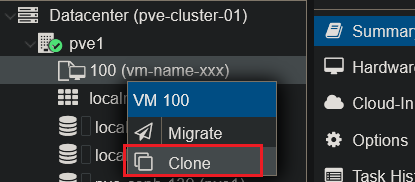 Datacenter (pve-cluster-01)
pve1
100 (vm-name-xxx)
VM 100
Migrate
Clone
Summar
Hardwar
Cloud-In
Options
Task Hist